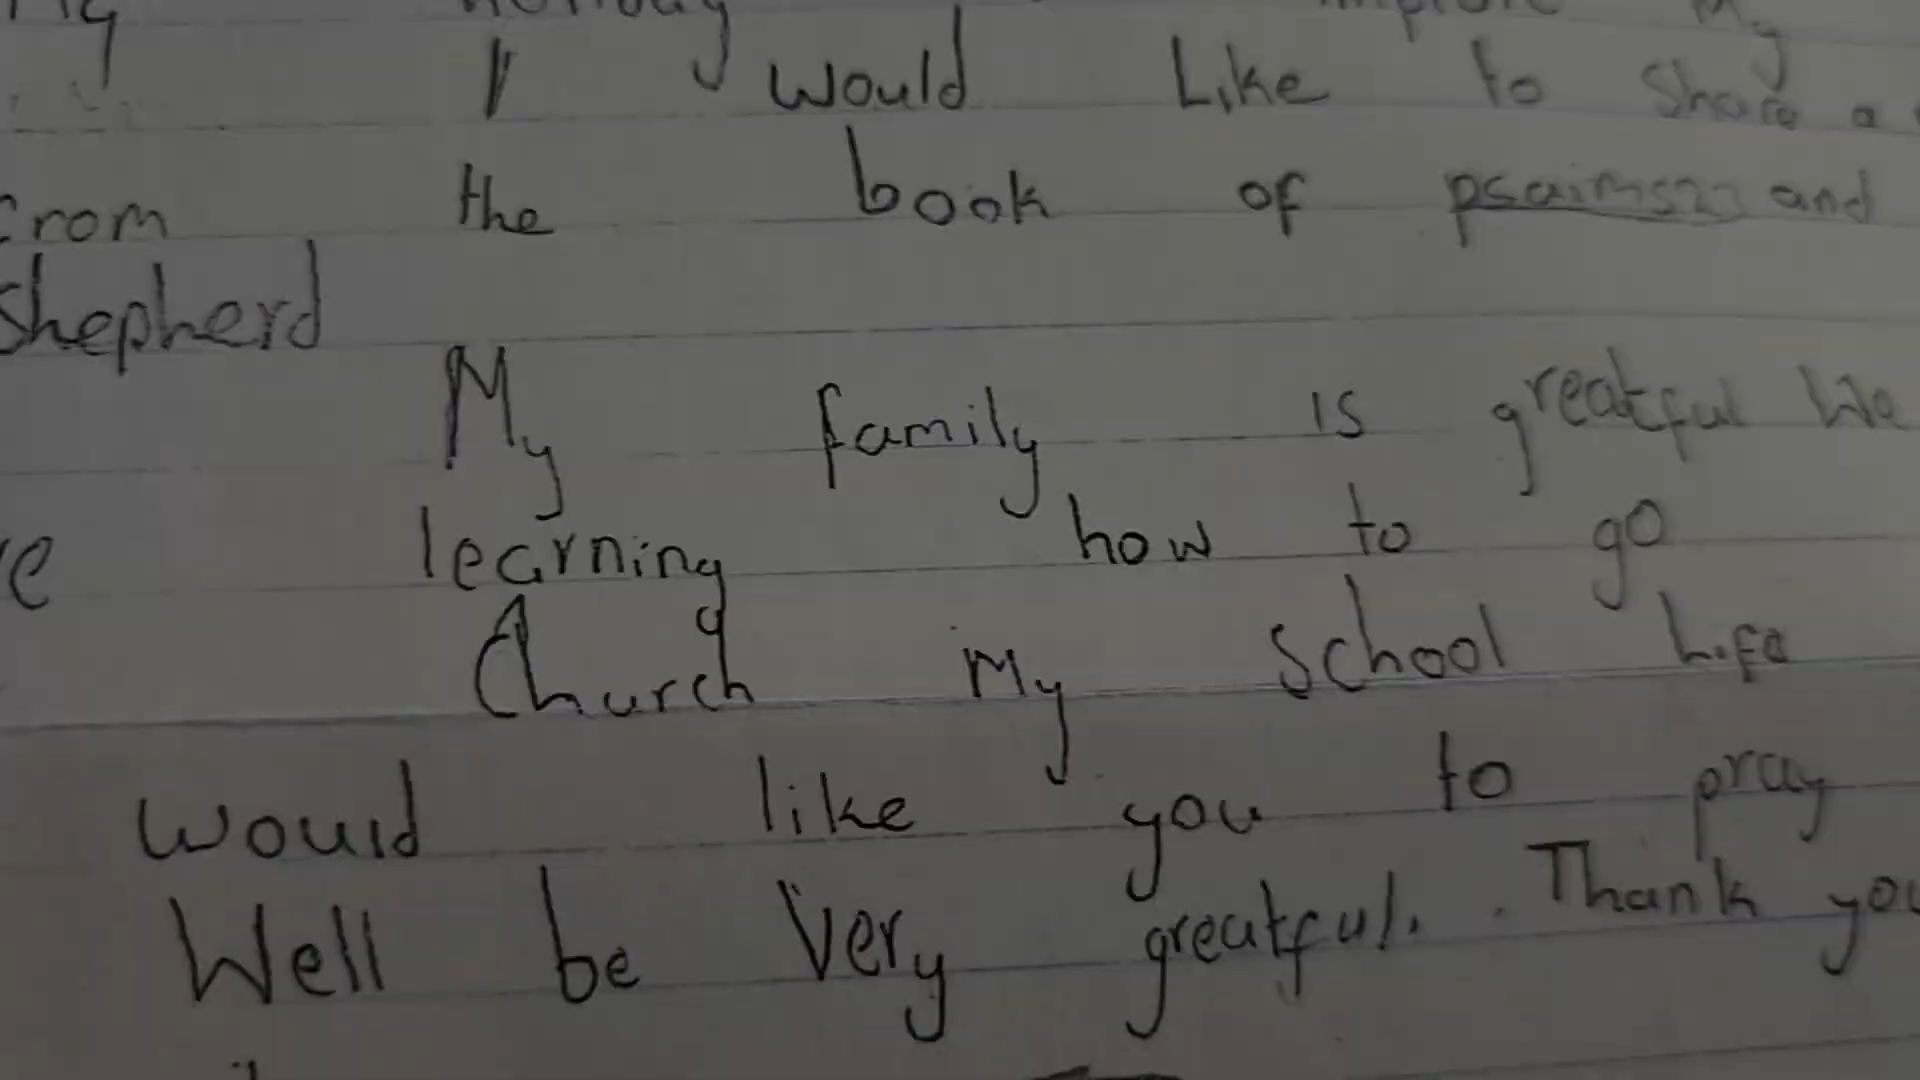 I would Like to Share a
from the book of psaims23 and
Shepherd
My family is greatful We
learning how to go
Church My School Life
would like you to pray
Well be Very greatful. Thank you